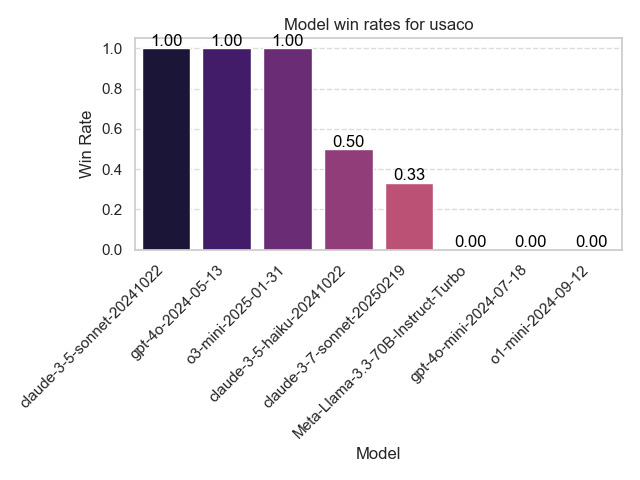 Model win rates for usaco
Win Rate
1.0
0.8
0.6
0.4
0.2
0.0
1.00
1.00
1.00
0.50
0.33
0.00
0.00
0.00
claude-3-5-sonnet-20241022
gpt-4o-2024-05-13
o3-mini-2025-01-31
claude-3-5-haiku-20241022
claude-3-7-sonnet-20250219
Meta-Llama-3.3-70B-Instruct-Turbo
gpt-4o-mini-2024-07-18
o1-mini-2024-09-12
Model